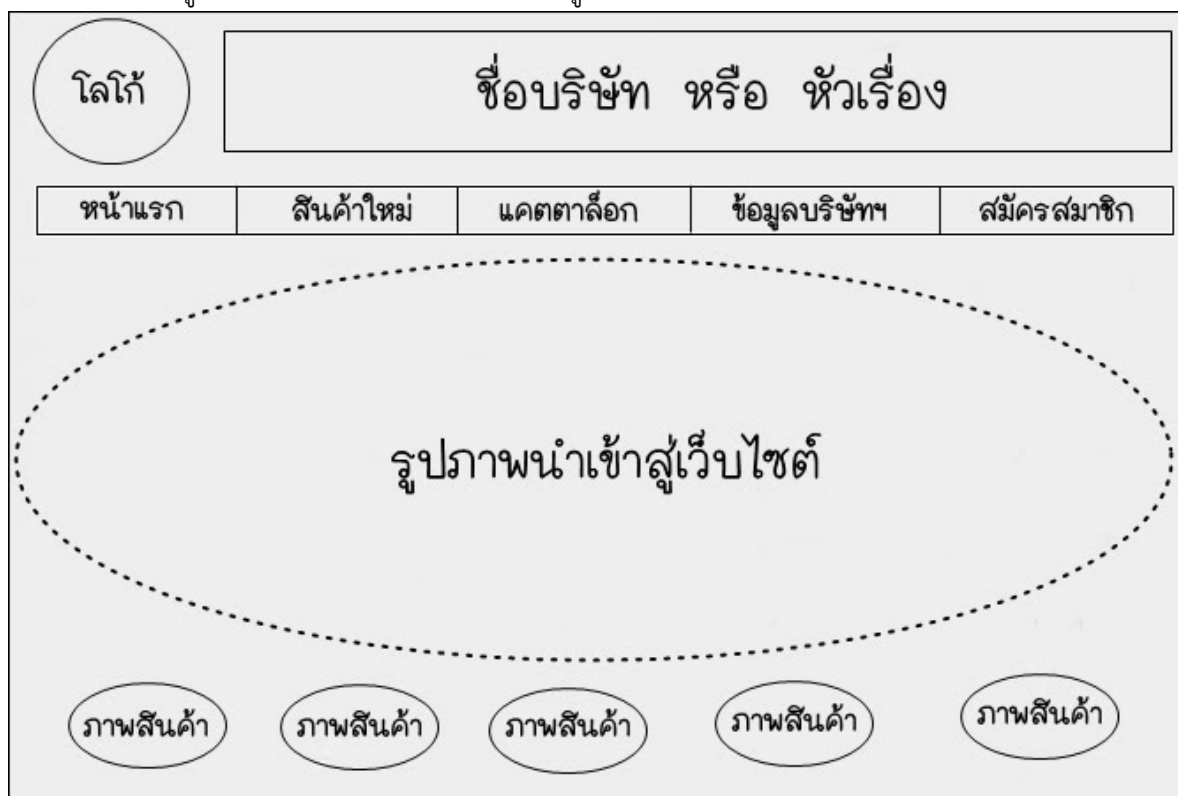 โลโก้
ชื่อบริษัท หรือ หัวเรื่อง
หน้าแรก สินค้าใหม่ แคตตาล็อก ข้อมูลบริษัทฯ สมัครสมาชิก
รูปภาพนำเข้าสู่เว็บไซต์
ภาพสินค้า ภาพสินค้า ภาพสินค้า ภาพสินค้า ภาพสินค้า